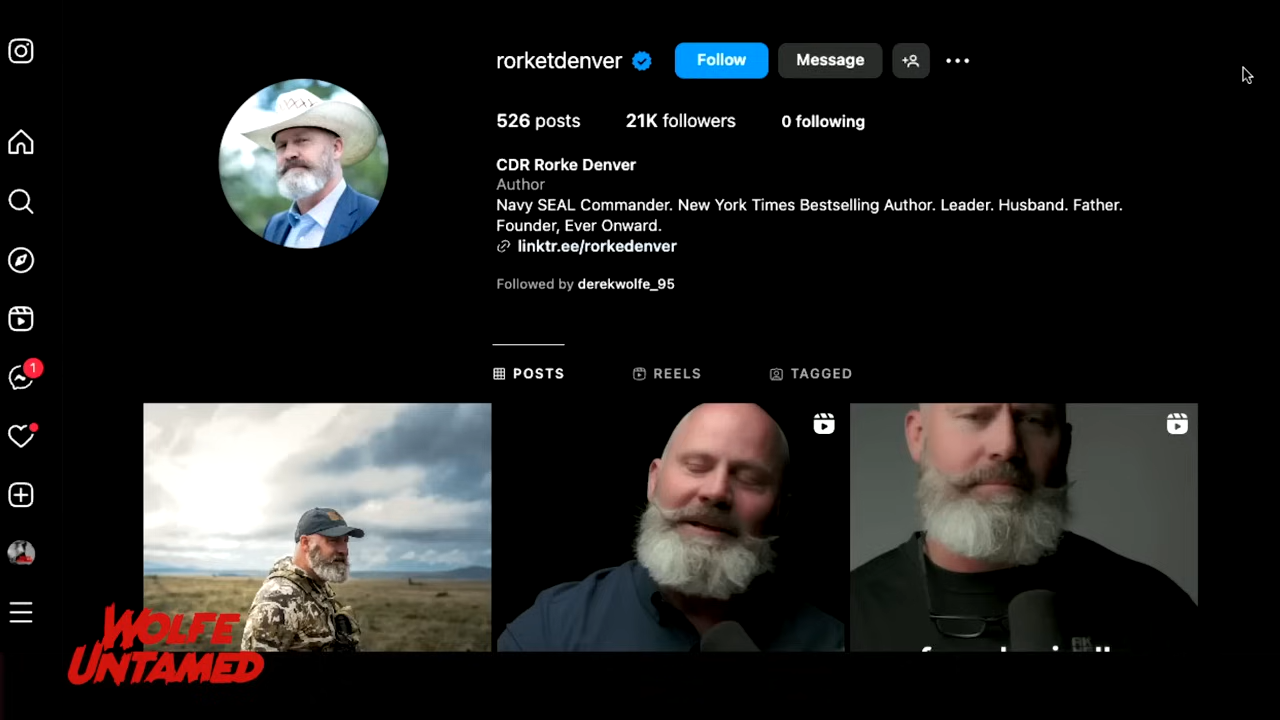 rorketdenver
Follow
Message
526 posts
21K followers
0 following
CDR Rorke Denver
Author
Navy SEAL Commander. New York Times Bestselling Author. Leader. Husband. Father.
Founder, Ever Onward.
linktr.ee/rorkedenver
Followed by derekwolfe_95
1
POSTS
REELS
TAGGED
WOLFE
UNTAMED